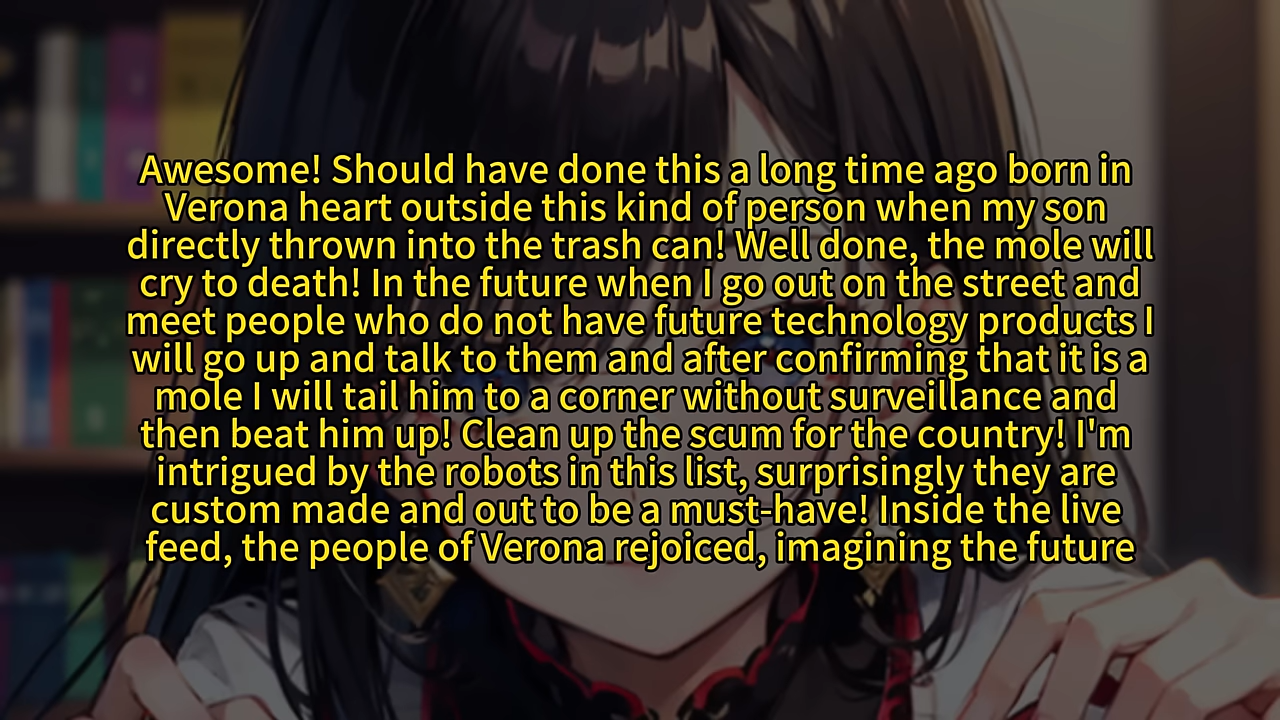 Awesome! Should have done this a long time ago born in
Verona heart outside this kind of person when my son
directly thrown into the trash can! Well done, the mole will
cry to death! In the future when I go out on the street and
meet people who do not have future technology products I
will go up and talk to them and after confirming that it is a
mole I will tail him to a corner without surveillance and
then beat him up! Clean up the scum for the country! I'm
intrigued by the robots in this list, surprisingly they are
custom made and out to be a must-have! Inside the live
feed, the people of Verona rejoiced, imagining the future